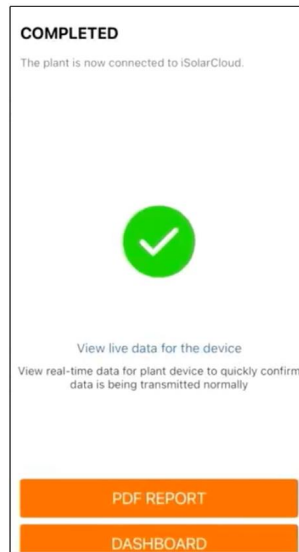 COMPLETED
The plant is now connected to iSolarCloud.
View live data for the device
View real-time data for plant device to quickly confirm
data is being transmitted normally
PDF REPORT
DASHBOARD